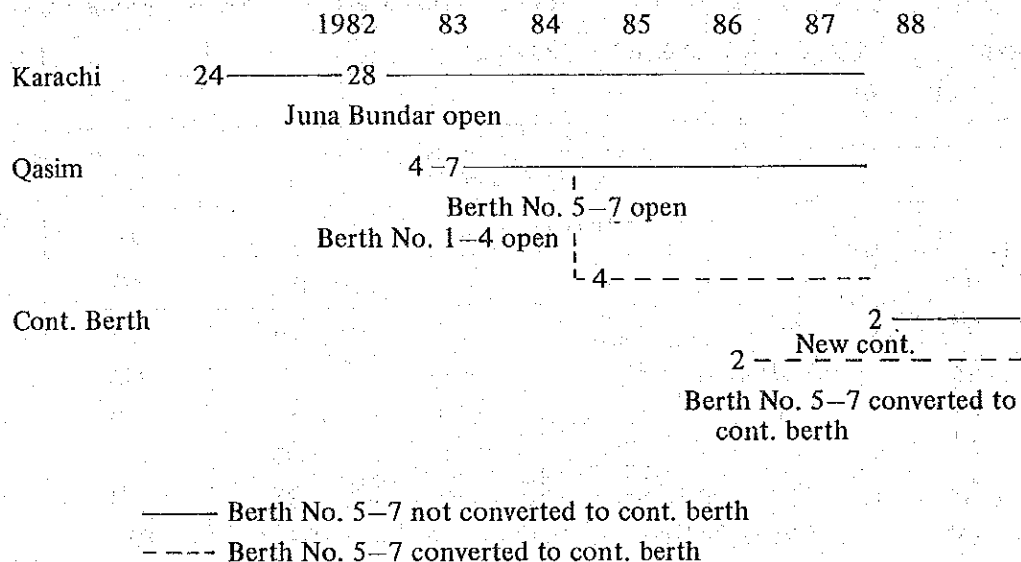 1982 83 84 85 86 87 88
Karachi 24 28
Juna Bundar open
Qasim 4–7
Berth No. 5–7 open
Berth No. 1–4 open
4
Cont. Berth 2
New cont.
2
Berth No. 5–7 converted to
cont. berth
Berth No. 5–7 not converted to cont. berth
Berth No. 5–7 converted to cont. berth